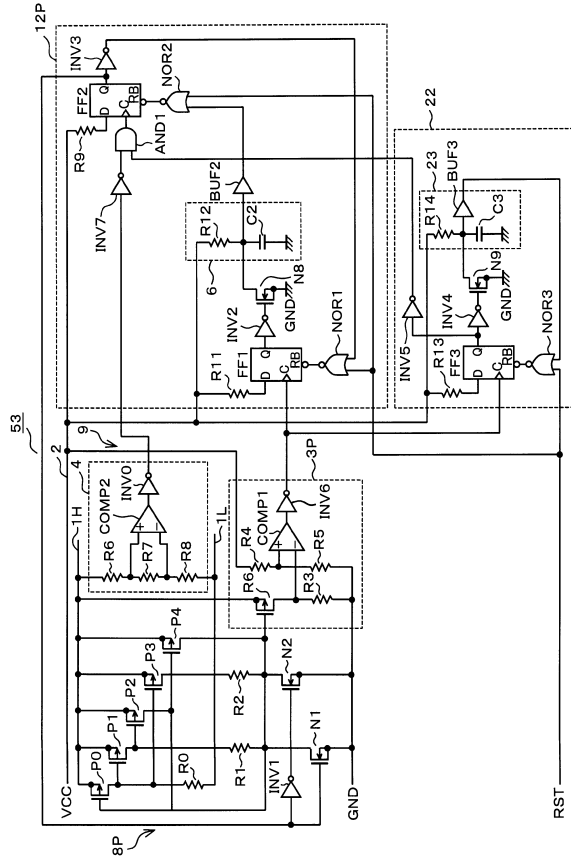 12P
INV3
NOR2
FF2
D
Q
C
RB
R9
AND1
INV7
BUF2
R12
C2
6
N8
GND
INV2
NOR1
R11
FF1
D
Q
C
RB
22
23
BUF3
R14
C3
N9
GND
INV4
INV5
NOR3
R13
FF3
D
Q
C
RB
53
2
9
4
1H
1L
COMP2
INV0
+
−
R6
R7
R8
3P
COMP1
INV6
+
−
R4
R5
R6
R3
P4
P3
P2
P1
P0
R2
R1
R0
N2
N1
INV1
8P
VCC
GND
RST